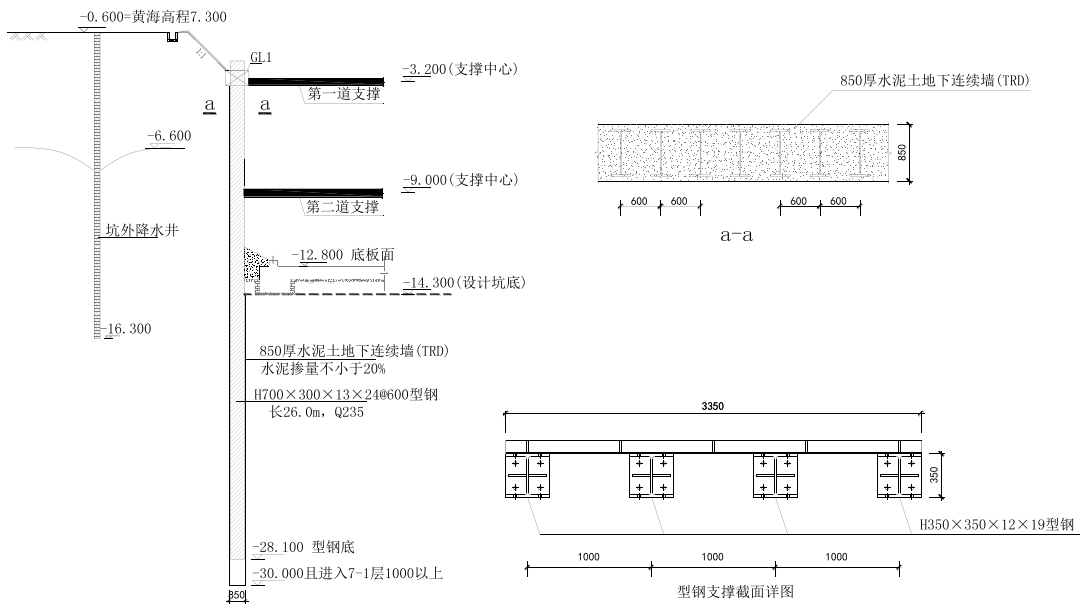 -0.600=黄海高程7.300
1:1
GL1
-3.200(支撑中心)
第一道支撑
a a
-6.600
-9.000(支撑中心)
第二道支撑
坑外降水井
-12.800 底板面
-14.300(设计坑底)
-16.300
850厚水泥土地下连续墙(TRD)
水泥掺量不小于20%
H700×300×13×24@600型钢
长26.0m，Q235
-28.100 型钢底
-30.000且进入7-1层1000以上
850
850厚水泥土地下连续墙(TRD)
850
600 600 600 600
a-a
3350
350
H350×350×12×19型钢
1000 1000 1000
型钢支撑截面详图